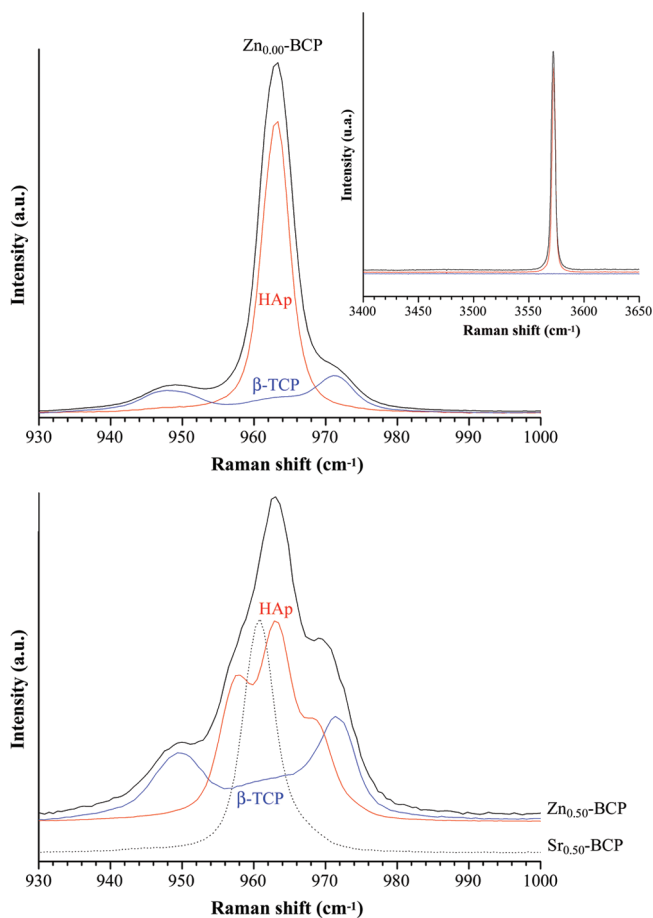 Zn0.00-BCP
Intensity (a.u.)
HAp
β-TCP
930 940 950 960 970 980 990 1000
Raman shift (cm-1)
Intensity (u.a.)
3400 3450 3500 3550 3600 3650
Raman shift (cm-1)
Intensity (a.u.)
HAp
β-TCP
Zn0.50-BCP
Sr0.50-BCP
930 940 950 960 970 980 990 1000
Raman shift (cm-1)